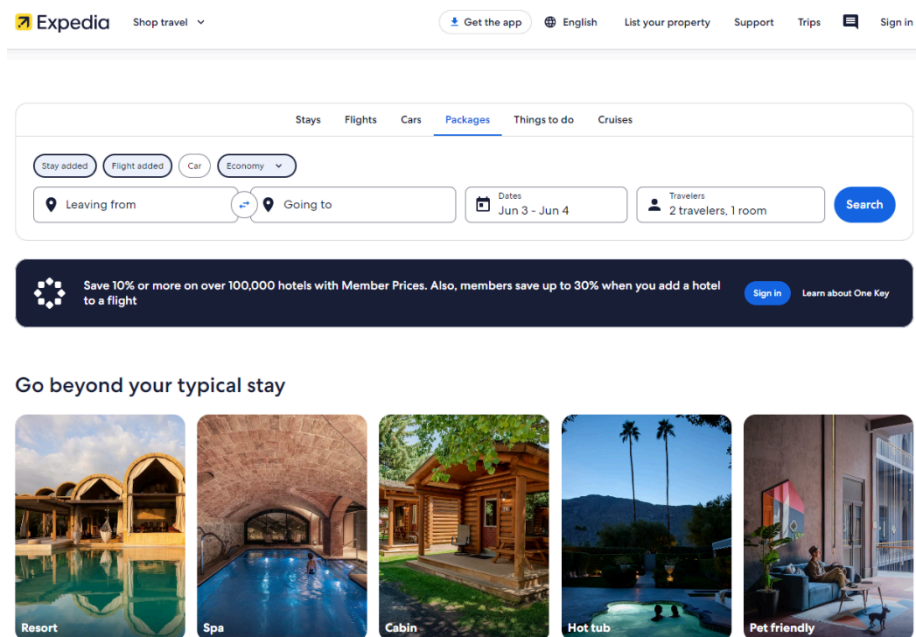 Expedia
Shop travel
Get the app
English
List your property
Support
Trips
Sign in
Stays
Flights
Cars
Packages
Things to do
Cruises
Stay added
Flight added
Car
Economy
Leaving from
Going to
Dates
Jun 3 - Jun 4
Travelers
2 travelers, 1 room
Search
Save 10% or more on over 100,000 hotels with Member Prices. Also, members save up to 30% when you add a hotel
to a flight
Sign in
Learn about One Key
Go beyond your typical stay
Resort
Spa
Cabin
Hot tub
Pet friendly